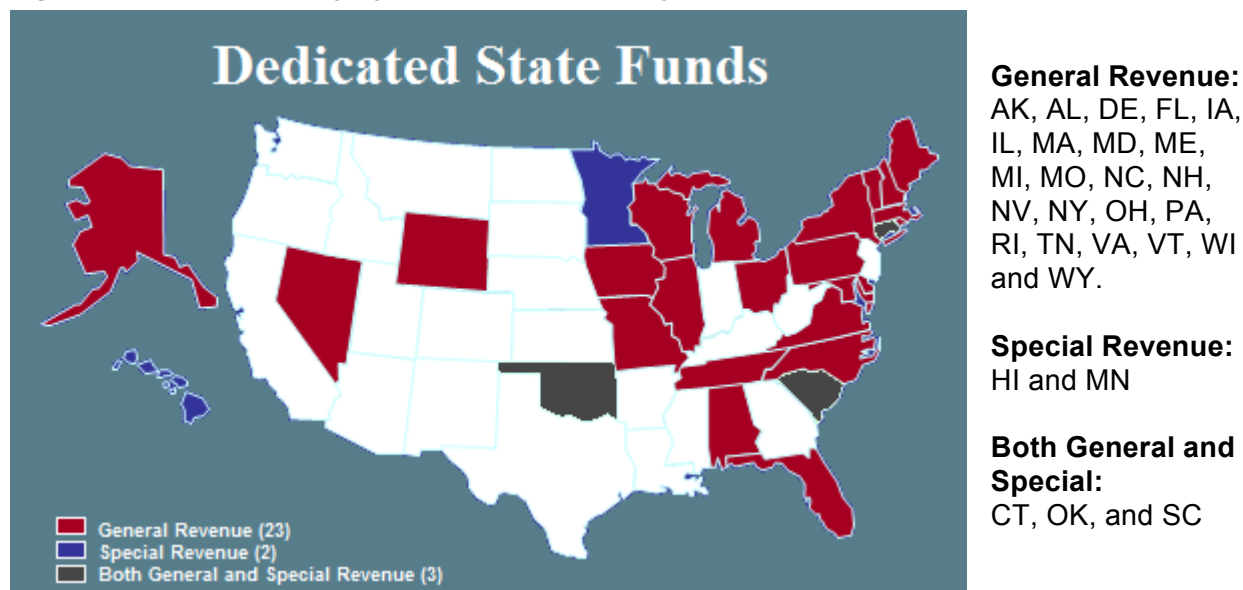 Dedicated State Funds
General Revenue (23)
Special Revenue (2)
Both General and Special Revenue (3)
General Revenue:
AK, AL, DE, FL, IA,
IL, MA, MD, ME,
MI, MO, NC, NH,
NV, NY, OH, PA,
RI, TN, VA, VT, WI
and WY.
Special Revenue:
HI and MN
Both General and
Special:
CT, OK, and SC